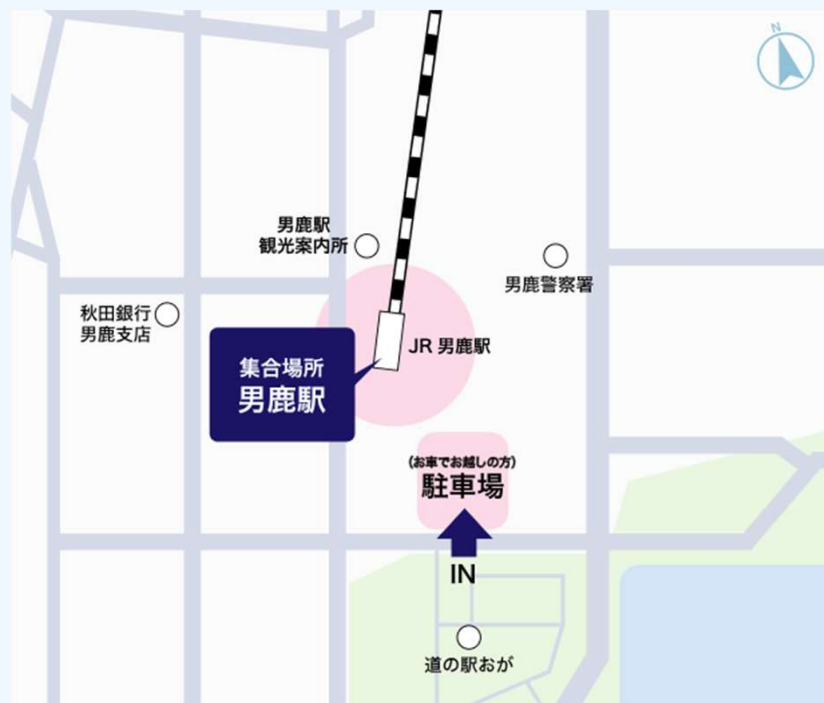 N
男鹿駅
観光案内所
男鹿警察署
秋田銀行
男鹿支店
JR 男鹿駅
集合場所
男鹿駅
(お車でお越しの方)
駐車場
IN
道の駅おが